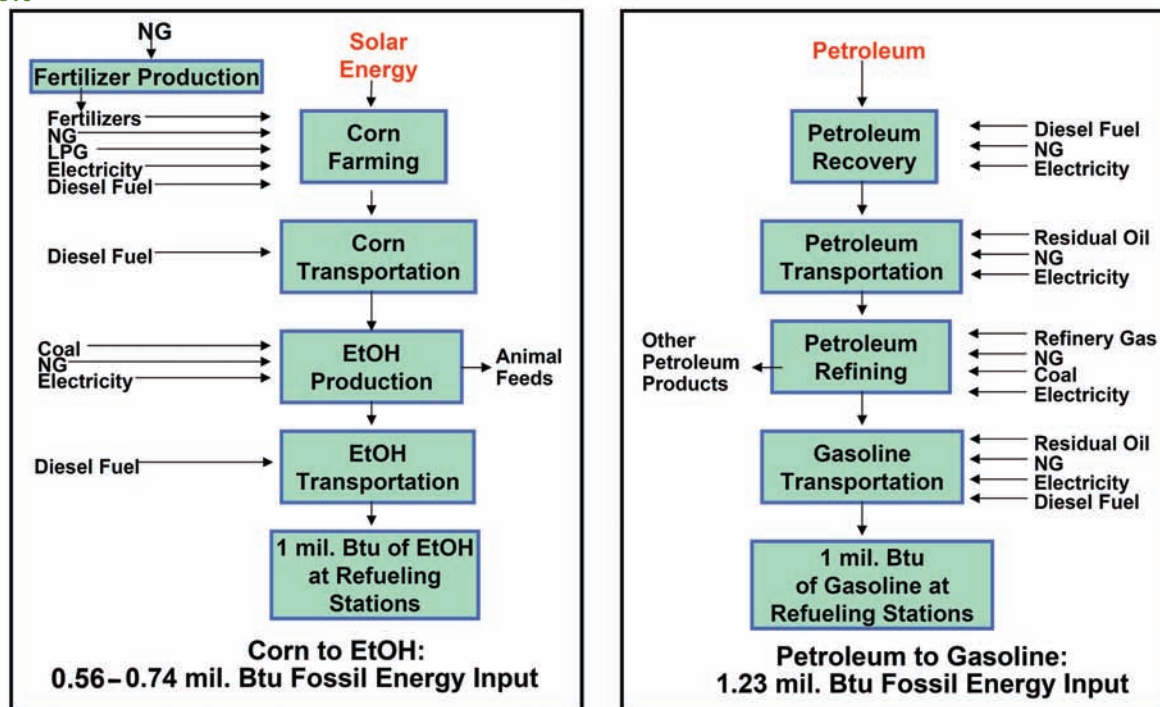 NG
Fertilizer Production
Solar
Energy
Fertilizers
NG
LPG
Electricity
Diesel Fuel
Corn
Farming
Diesel Fuel
Corn
Transportation
Coal
NG
Electricity
EtOH
Production
Animal
Feeds
Diesel Fuel
EtOH
Transportation
1 mil. Btu of EtOH
at Refueling
Stations
Corn to EtOH:
0.56–0.74 mil. Btu Fossil Energy Input
Petroleum
Petroleum
Recovery
Diesel Fuel
NG
Electricity
Petroleum
Transportation
Residual Oil
NG
Electricity
Other
Petroleum
Products
Petroleum
Refining
Refinery Gas
NG
Coal
Electricity
Gasoline
Transportation
Residual Oil
NG
Electricity
Diesel Fuel
1 mil. Btu
of Gasoline at
Refueling Stations
Petroleum to Gasoline:
1.23 mil. Btu Fossil Energy Input